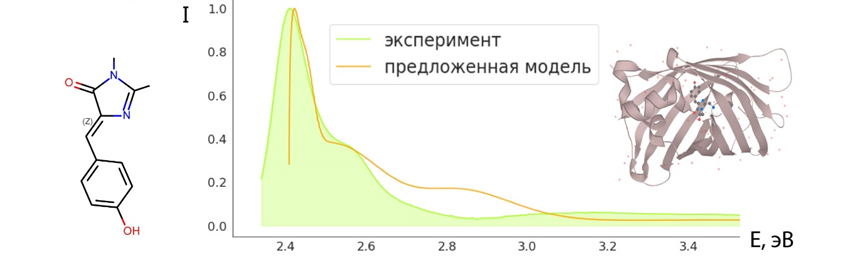 I
1.0
0.8
0.6
0.4
0.2
0.0
2.4 2.6 2.8 3.0 3.2 3.4
E, эВ
эксперимент
предложенная модель
N
O
N
(Z)
OH